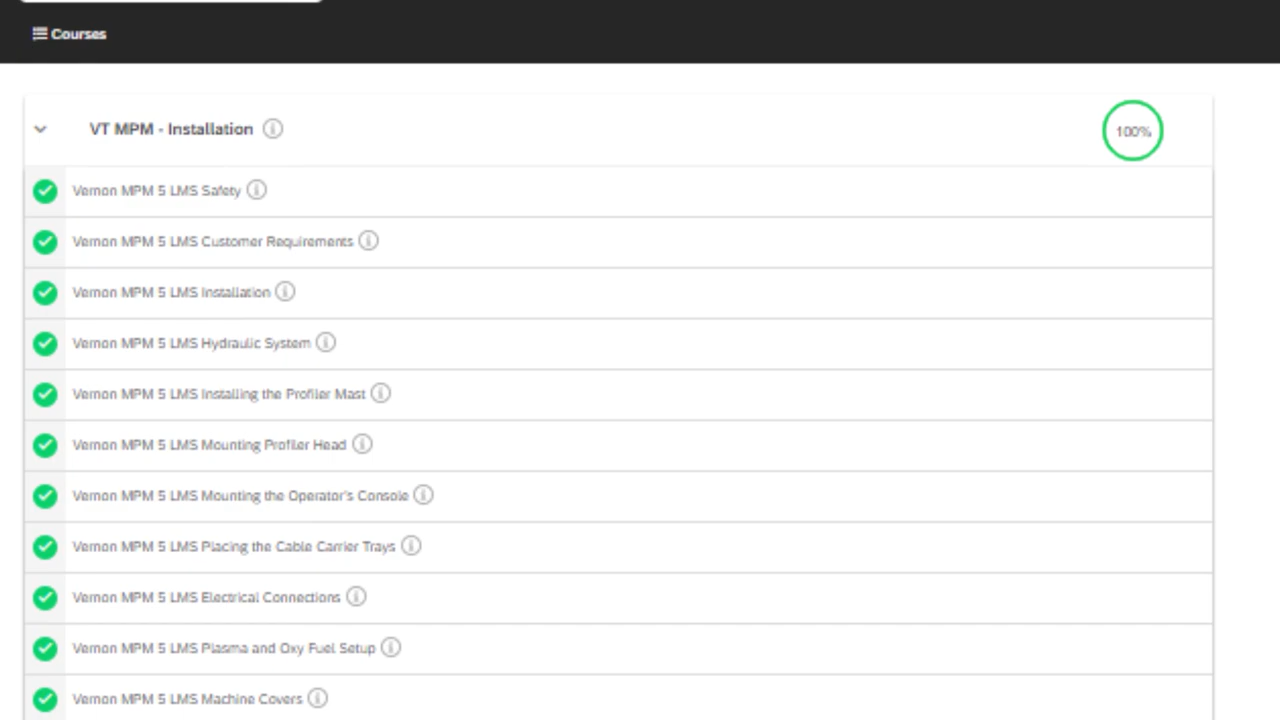 Courses
VT MPM - Installation
100%
Vernon MPM 5 LMS Safety
Vernon MPM 5 LMS Customer Requirements
Vernon MPM 5 LMS Installation
Vernon MPM 5 LMS Hydraulic System
Vernon MPM 5 LMS Installing the Profiler Mast
Vernon MPM 5 LMS Mounting Profiler Head
Vernon MPM 5 LMS Mounting the Operator's Console
Vernon MPM 5 LMS Placing the Cable Carrier Trays
Vernon MPM 5 LMS Electrical Connections
Vernon MPM 5 LMS Plasma and Oxy Fuel Setup
Vernon MPM 5 LMS Machine Covers